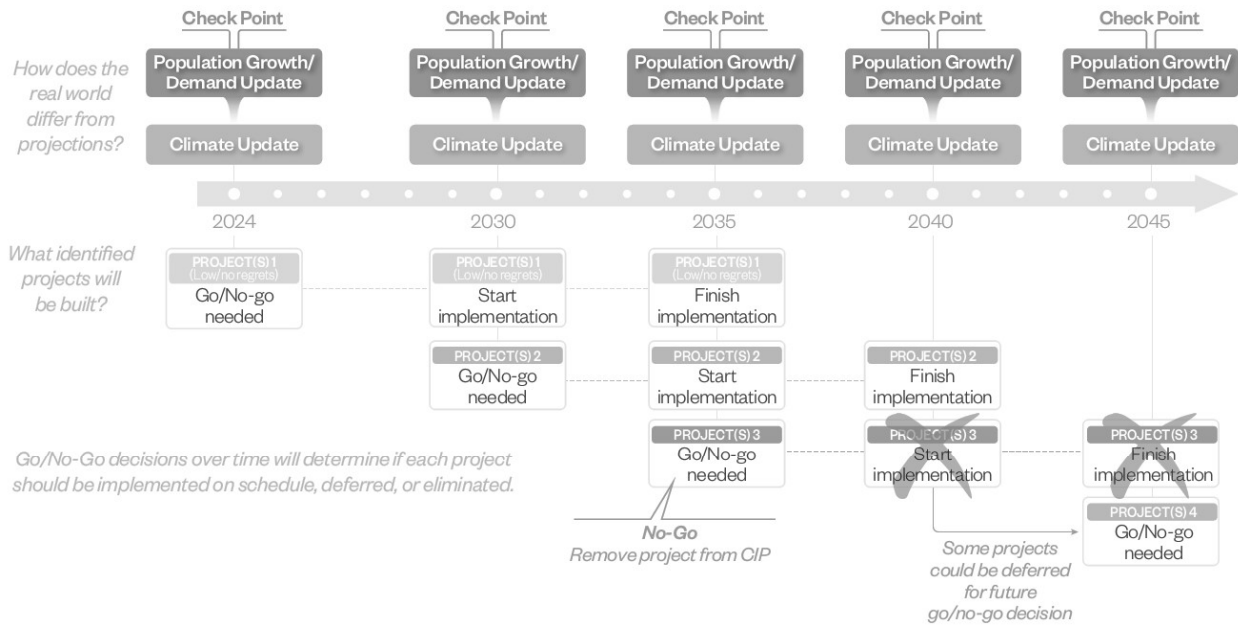 Check Point
Check Point
Check Point
Check Point
Check Point
How does the
real world
differ from
projections?
Population Growth/
Demand Update
Population Growth/
Demand Update
Population Growth/
Demand Update
Population Growth/
Demand Update
Population Growth/
Demand Update
Climate Update
Climate Update
Climate Update
Climate Update
Climate Update
2024
2030
2035
2040
2045
What identified
projects will
be built?
PROJECT(S) 1
(Low/no regrets)
Go/No-go
needed
PROJECT(S) 1
(Low/no regrets)
Start
implementation
PROJECT(S) 1
(Low/no regrets)
Finish
implementation
PROJECT(S) 2
Go/No-go
needed
PROJECT(S) 2
Start
implementation
PROJECT(S) 2
Finish
implementation
PROJECT(S) 3
Go/No-go
needed
PROJECT(S) 3
Start
implementation
PROJECT(S) 3
Finish
implementation
Go/No-Go decisions over time will determine if each project
should be implemented on schedule, deferred, or eliminated.
No-Go
Remove project from CIP
Some projects
could be deferred
for future
go/no-go decision
PROJECT(S) 4
Go/No-go
needed